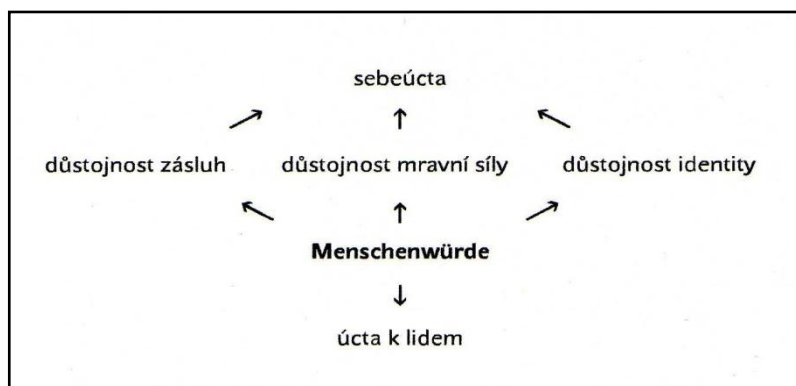 sebeúcta
důstojnost zásluh důstojnost mravní síly důstojnost identity
Menschenwürde
úcta k lidem